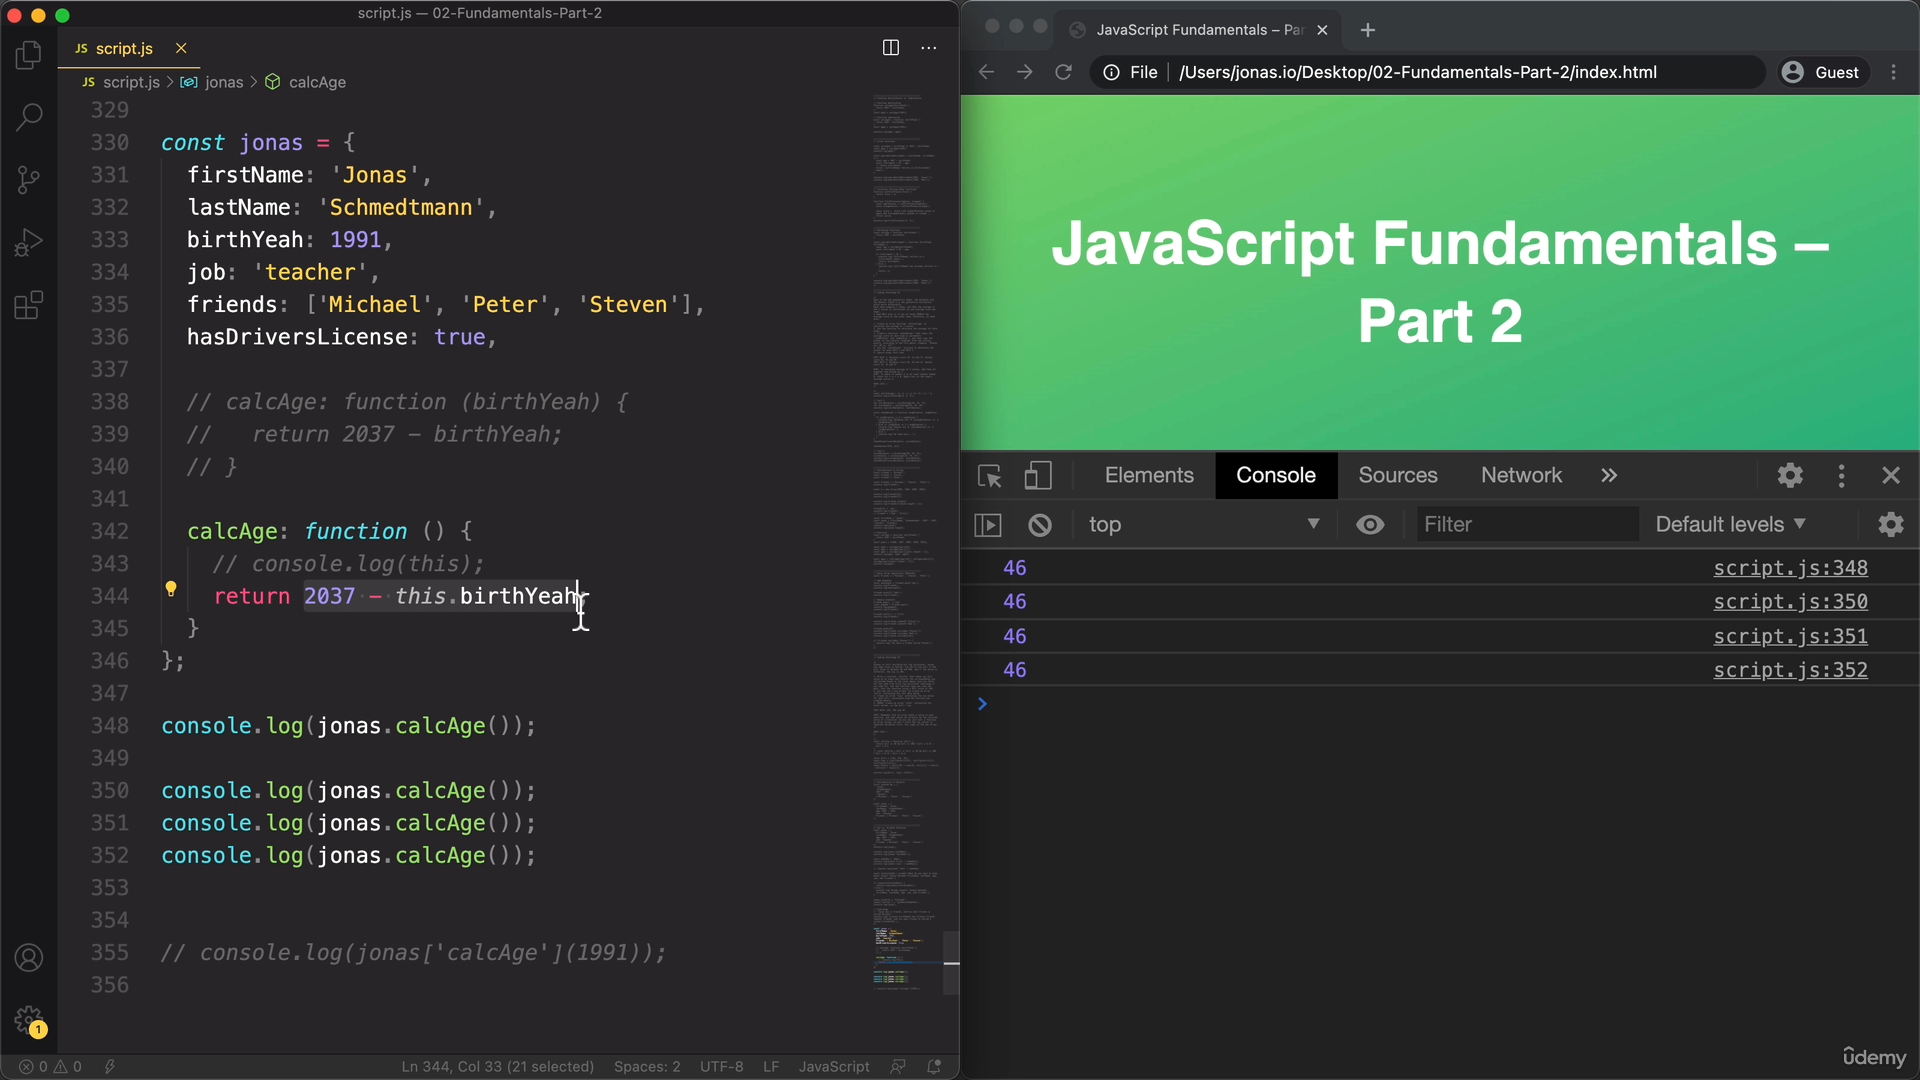 script.js — 02-Fundamentals-Part-2
JS script.js
JS script.js > jonas > calcAge
329
330 const jonas = {
331 firstName: 'Jonas',
332 lastName: 'Schmedtmann',
333 birthYeah: 1991,
334 job: 'teacher',
335 friends: ['Michael', 'Peter', 'Steven'],
336 hasDriversLicense: true,
337
338 // calcAge: function (birthYeah) {
339 //   return 2037 - birthYeah;
340 // }
341
342 calcAge: function () {
343 // console.log(this);
344 return 2037 - this.birthYeah;
345 }
346 };
347
348 console.log(jonas.calcAge());
349
350 console.log(jonas.calcAge());
351 console.log(jonas.calcAge());
352 console.log(jonas.calcAge());
353
354
355 // console.log(jonas['calcAge'](1991));
356
1
0 0
Ln 344, Col 33 (21 selected) Spaces: 2 UTF-8 LF JavaScript
JavaScript Fundamentals – Par
File /Users/jonas.io/Desktop/02-Fundamentals-Part-2/index.html Guest
JavaScript Fundamentals –
Part 2
Elements Console Sources Network
top Filter Default levels
46 script.js:348
46 script.js:350
46 script.js:351
46 script.js:352
ûdemy